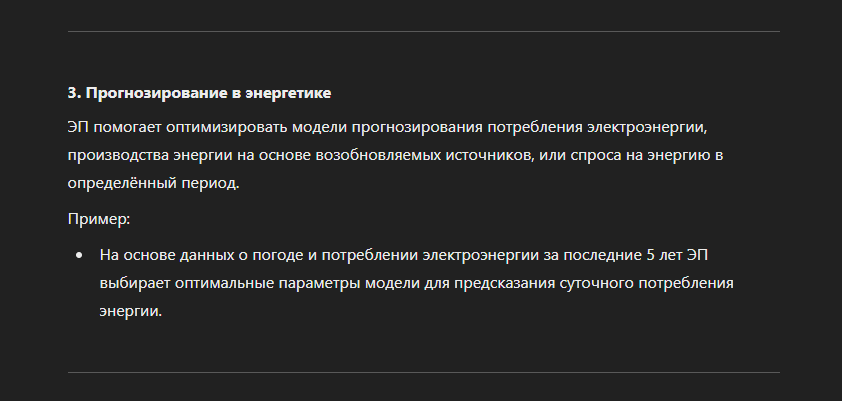 3. Прогнозирование в энергетике
ЭП помогает оптимизировать модели прогнозирования потребления электроэнергии,
производства энергии на основе возобновляемых источников, или спроса на энергию в
определённый период.
Пример:
• На основе данных о погоде и потреблении электроэнергии за последние 5 лет ЭП
выбирает оптимальные параметры модели для предсказания суточного потребления
энергии.